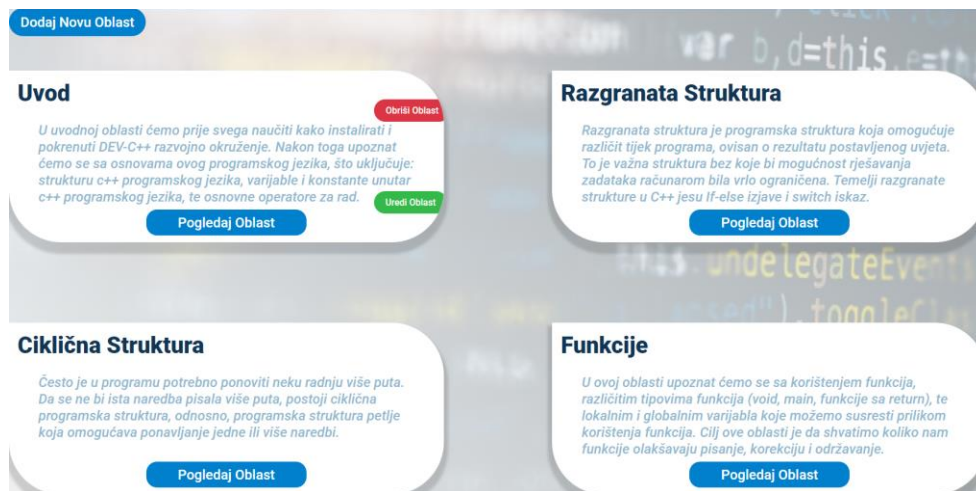 Dodaj Novu Oblast
Uvod
Obriši Oblast
U uvodnoj oblasti ćemo prije svega naučiti kako instalirati i
pokrenuti DEV-C++ razvojno okruženje. Nakon toga upoznat
ćemo se sa osnovama ovog programskog jezika, što uključuje:
strukturu c++ programskog jezika, varijable i konstante unutar
c++ programskog jezika, te osnovne operatore za rad.
Uredi Oblast
Pogledaj Oblast
Razgranata Struktura
Razgranata struktura je programska struktura koja omogućuje
različit tijek programa, ovisan o rezultatu postavljenog uvjeta.
To je važna struktura bez koje bi mogućnost rješavanja
zadataka računarom bila vrlo ograničena. Temelji razgranate
strukture u C++ jesu If-else izjave i switch iskaz.
Pogledaj Oblast
Ciklična Struktura
Često je u programu potrebno ponoviti neku radnju više puta.
Da se ne bi ista naredba pisala više puta, postoji ciklična
programska struktura, odnosno, programska struktura petlje
koja omogućava ponavljanje jedne ili više naredbi.
Pogledaj Oblast
Funkcije
U ovoj oblasti upoznat ćemo se sa korištenjem funkcija,
različitim tipovima funkcija (void, main, funkcije sa return), te
lokalnim i globalnim varijabla koje možemo susresti prilikom
korištenja funkcija. Cilj ove oblasti je da shvatimo koliko nam
funkcije olakšavaju pisanje, korekciju i održavanje.
Pogledaj Oblast
var b,d=this
this.undelegateEven